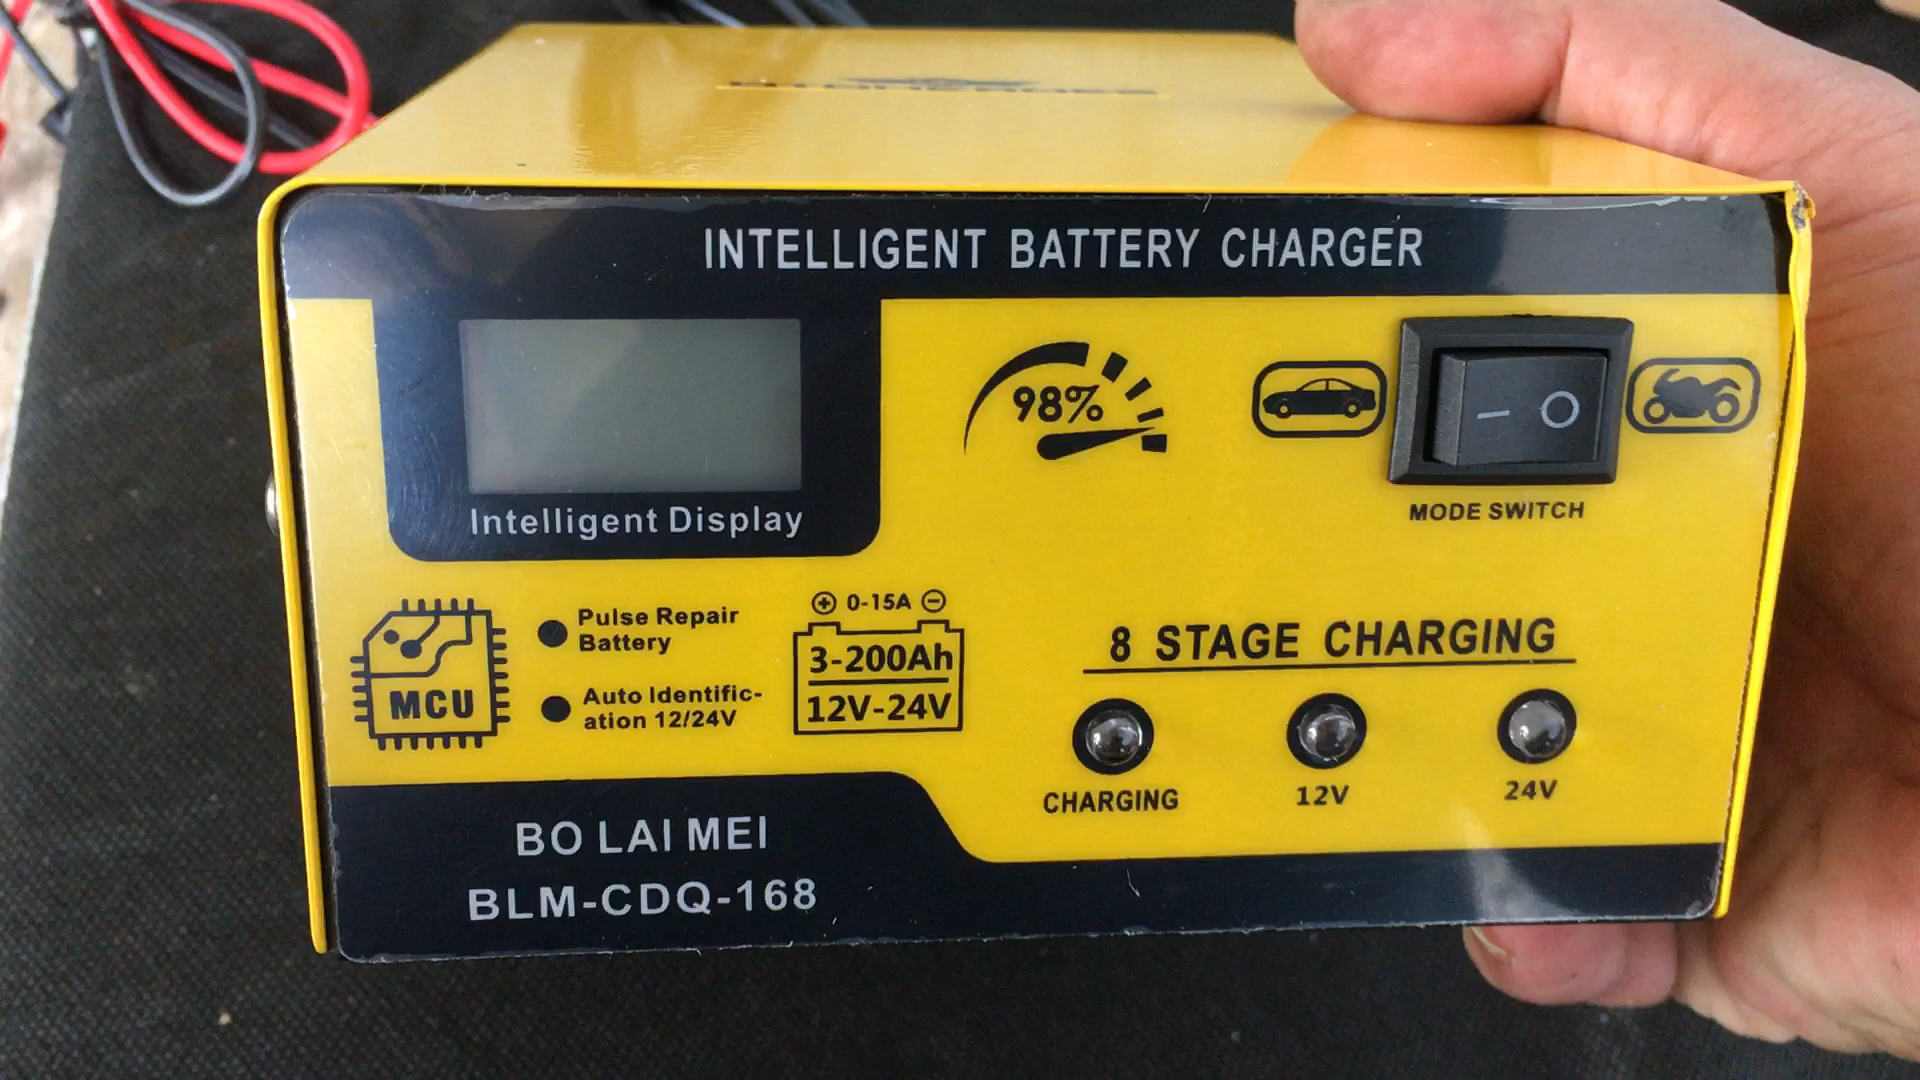 INTELLIGENT BATTERY CHARGER
98%
Intelligent Display
MODE SWITCH
MCU
Pulse Repair
Battery
Auto Identific-
ation 12/24V
0-15A
3-200Ah
12V-24V
8 STAGE CHARGING
CHARGING
12V
24V
BO LAI MEI
BLM-CDQ-168